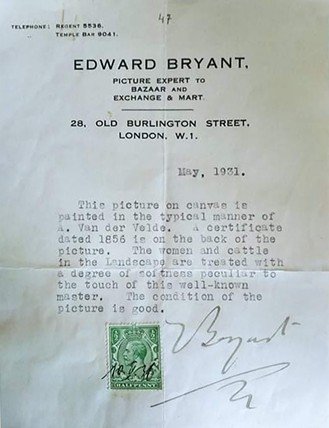 47
TELEPHONE: REGENT 5536.
TEMPLE BAR 9041.
EDWARD BRYANT,
PICTURE EXPERT TO
BAZAAR AND
EXCHANGE & MART.
28, OLD BURLINGTON STREET,
LONDON, W.1.
May, 1931.
This picture on canvas is
painted in the typical manner of
A. Van der Velde. A certificate
dated 1856 is on the back of the
picture. The women and cattle
in the Landscape are treated with
a degree of softness peculiar to
the touch of this well-known
master. The condition of the
picture is good.
EBryant
HALFPENNY